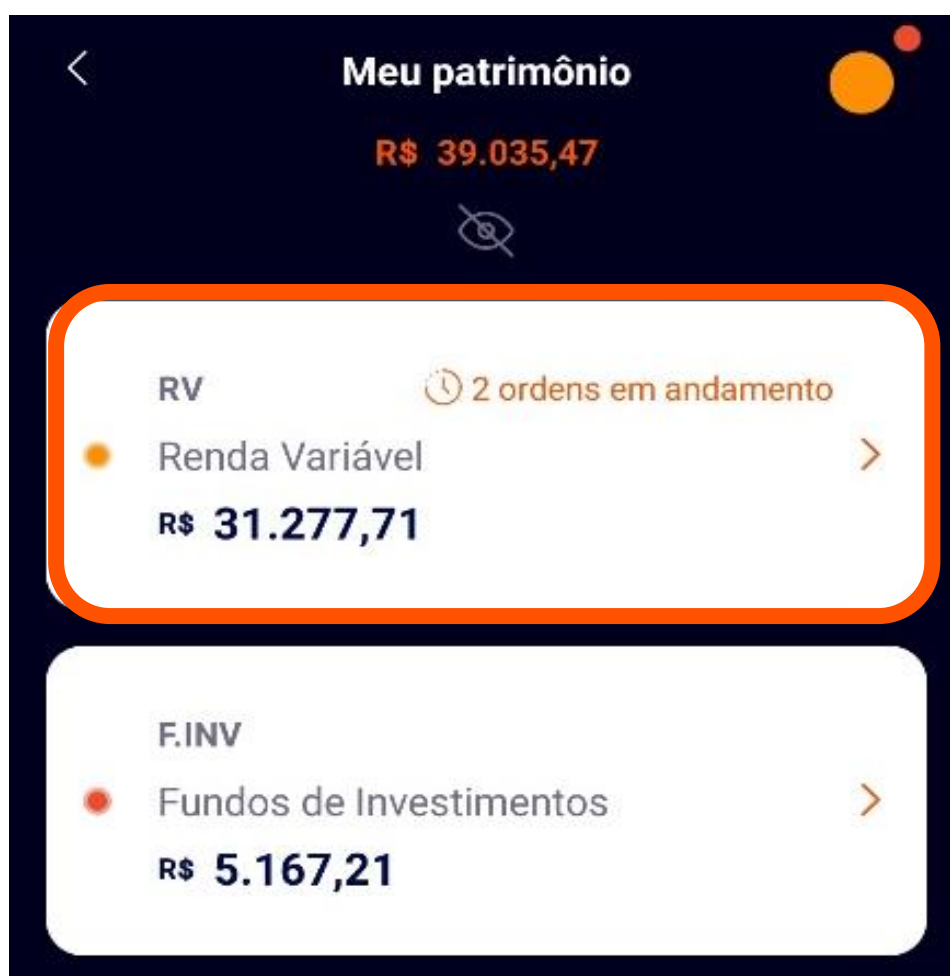 Meu patrimônio
R$ 39.035,47
RV
2 ordens em andamento
Renda Variável
R$ 31.277,71
F.INV
Fundos de Investimentos
R$ 5.167,21